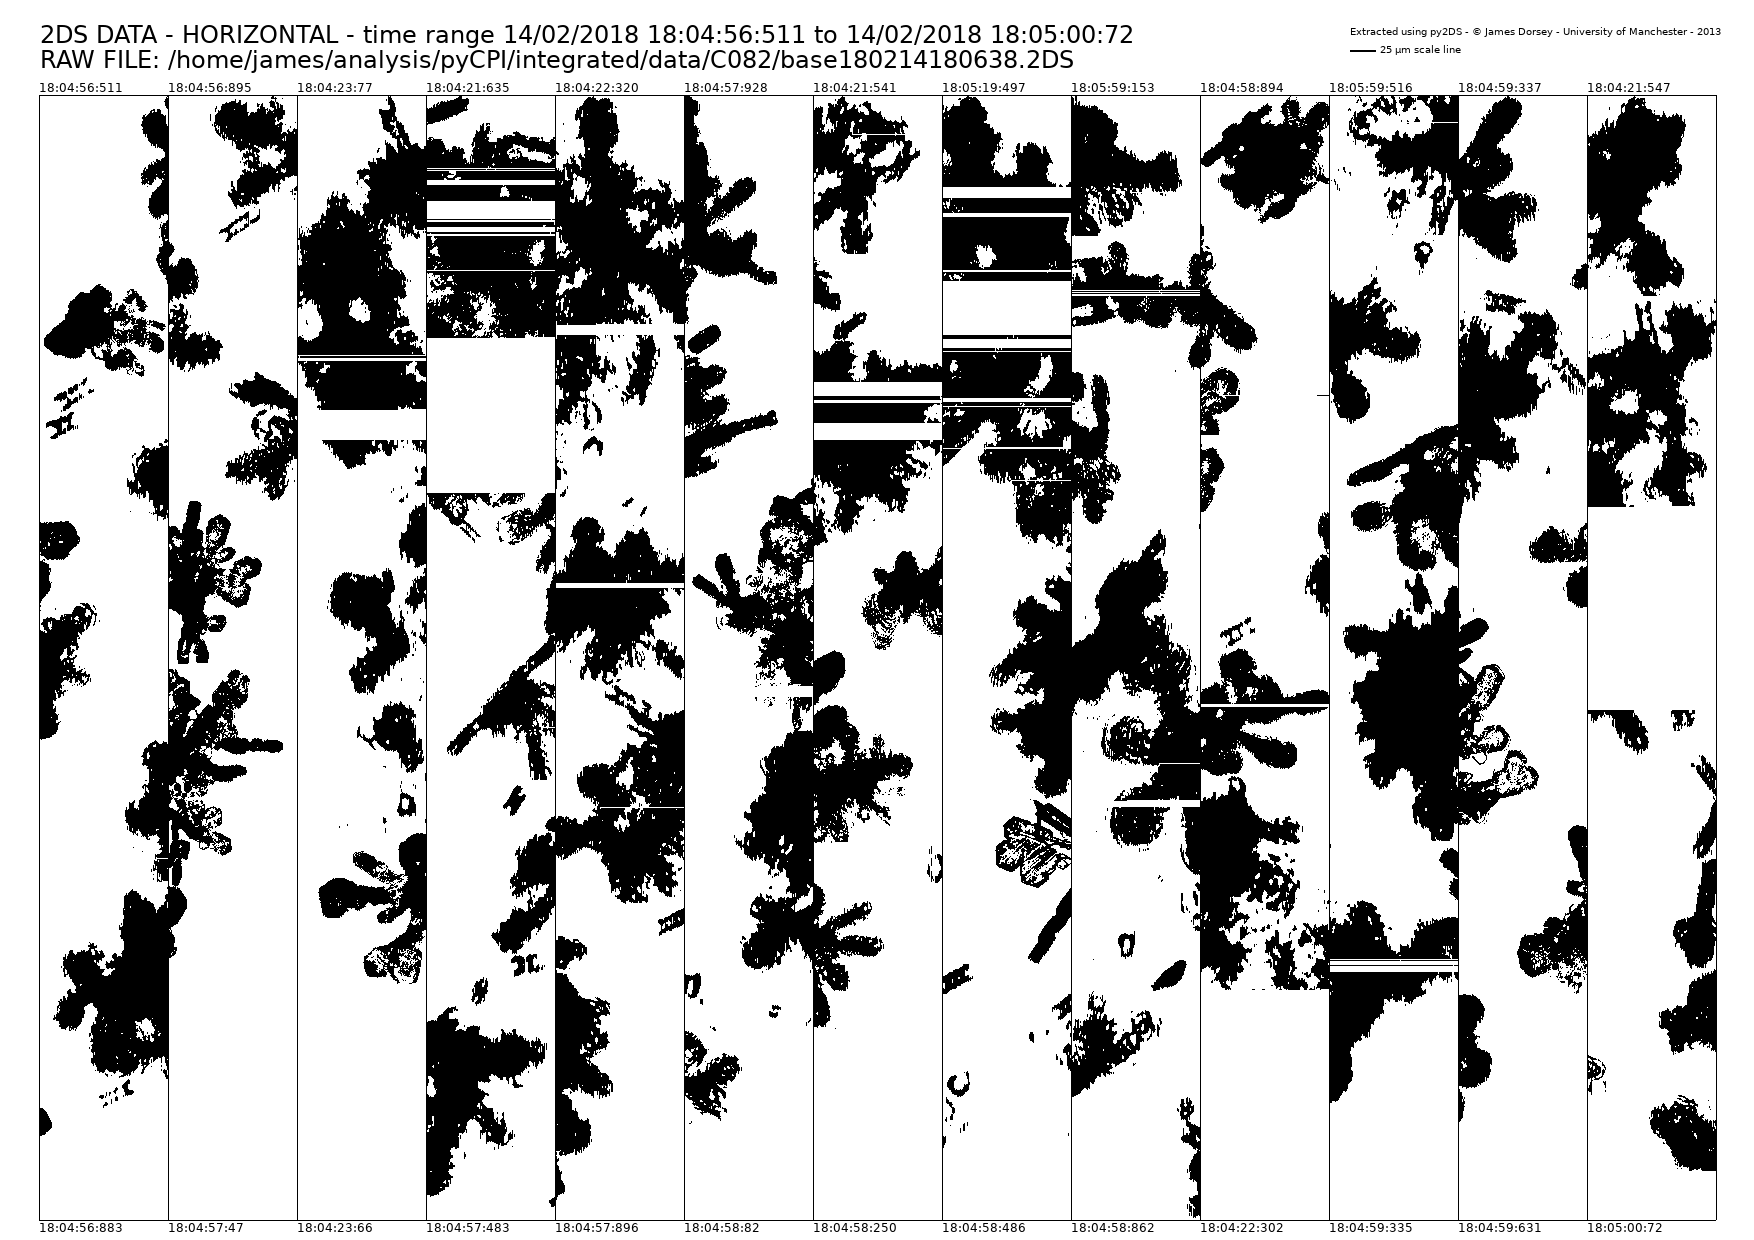 2DS DATA - HORIZONTAL - time range 14/02/2018 18:04:56:511 to 14/02/2018 18:05:00:72
RAW FILE: /home/james/analysis/pyCPI/integrated/data/C082/base180214180638.2DS
Extracted using py2DS - © James Dorsey - University of Manchester - 2013
25 µm scale line
18:04:56:511 18:04:56:895 18:04:23:77 18:04:21:635 18:04:22:320 18:04:57:928 18:04:21:541 18:05:19:497 18:05:59:153 18:04:58:894 18:05:59:516 18:04:59:337 18:04:21:547
18:04:56:883 18:04:57:47 18:04:23:66 18:04:57:483 18:04:57:896 18:04:58:82 18:04:58:250 18:04:58:486 18:04:58:862 18:04:22:302 18:04:59:335 18:04:59:631 18:05:00:72